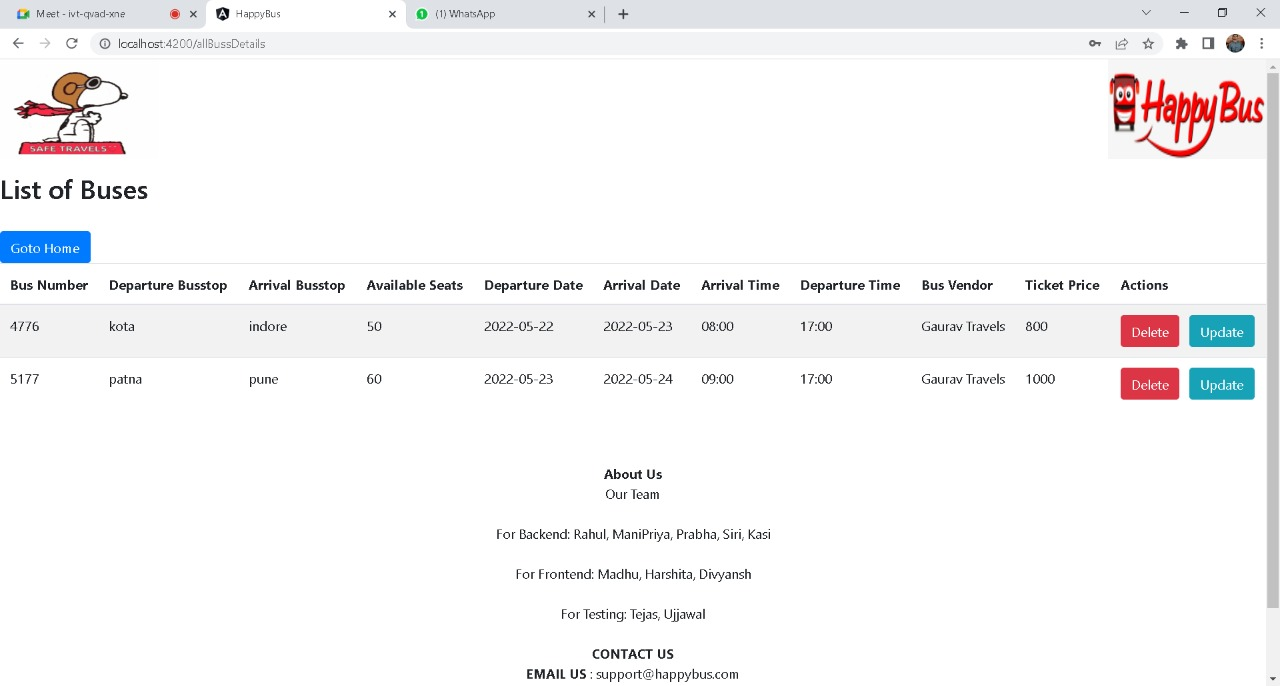 Meet - ivt-quad-xne
HappyBus
(1) WhatsApp
localhost:4200/allBussDetails
SAFE TRAVELS
HappyBus
List of Buses
Goto Home
Bus Number Departure Busstop Arrival Busstop Available Seats Departure Date Arrival Date Arrival Time Departure Time Bus Vendor Ticket Price Actions
4776 kota indore 50 2022-05-22 2022-05-23 08:00 17:00 Gaurav Travels 800 Delete Update
5177 patna pune 60 2022-05-23 2022-05-24 09:00 17:00 Gaurav Travels 1000 Delete Update
About Us
Our Team
For Backend: Rahul, ManiPriya, Prabha, Siri, Kasi
For Frontend: Madhu, Harshita, Divyansh
For Testing: Tejas, Ujjawal
CONTACT US
EMAIL US : support@happybus.com